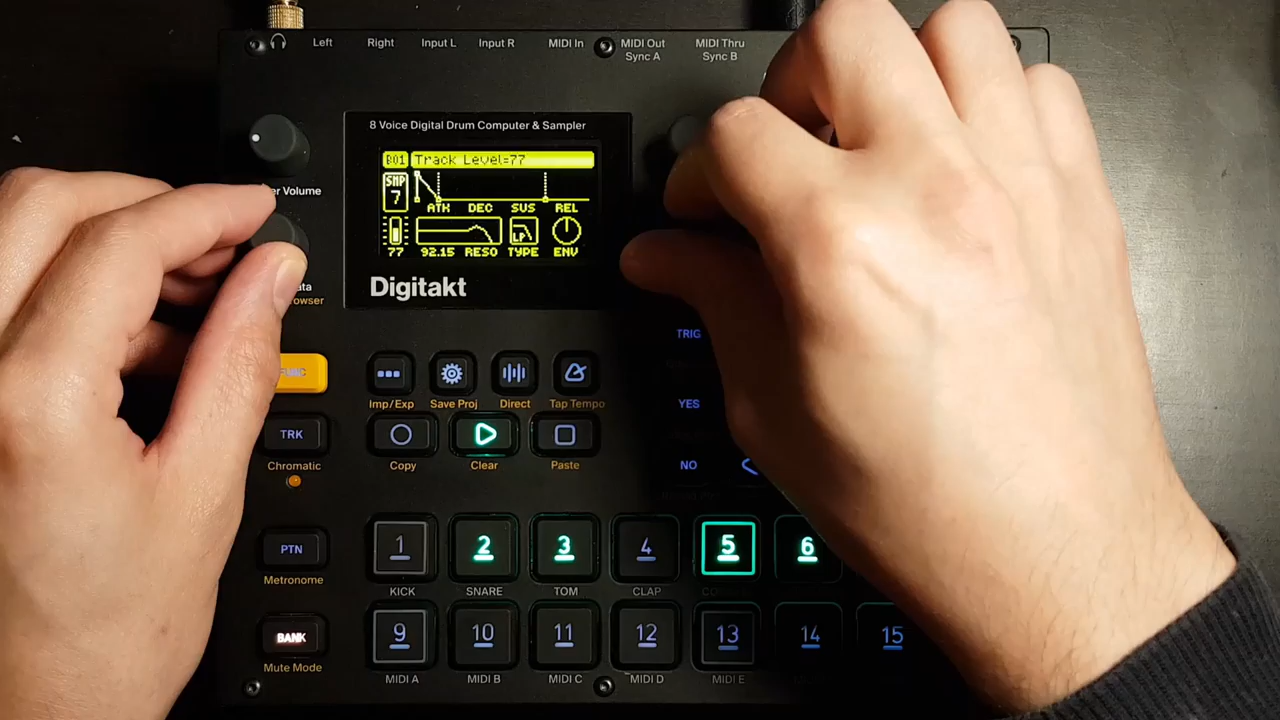 Left Right Input L Input R MIDI In MIDI Out MIDI Thru
Sync A Sync B
8 Voice Digital Drum Computer & Sampler
B01 Track Level=77
SMP
7
ATK DEC SUS REL
77 92.15 RESO TYPE ENV
Volume
Digitakt
TRIG
FUNC
YES
Imp/Exp Save Proj Direct Tap Tempo
TRK
Chromatic
Copy Clear Paste
NO
PTN
Metronome
1 2 3 4 5 6
KICK SNARE TOM CLAP
BANK
Mute Mode
9 10 11 12 13 14 15
MIDI A MIDI B MIDI C MIDI D MIDI E